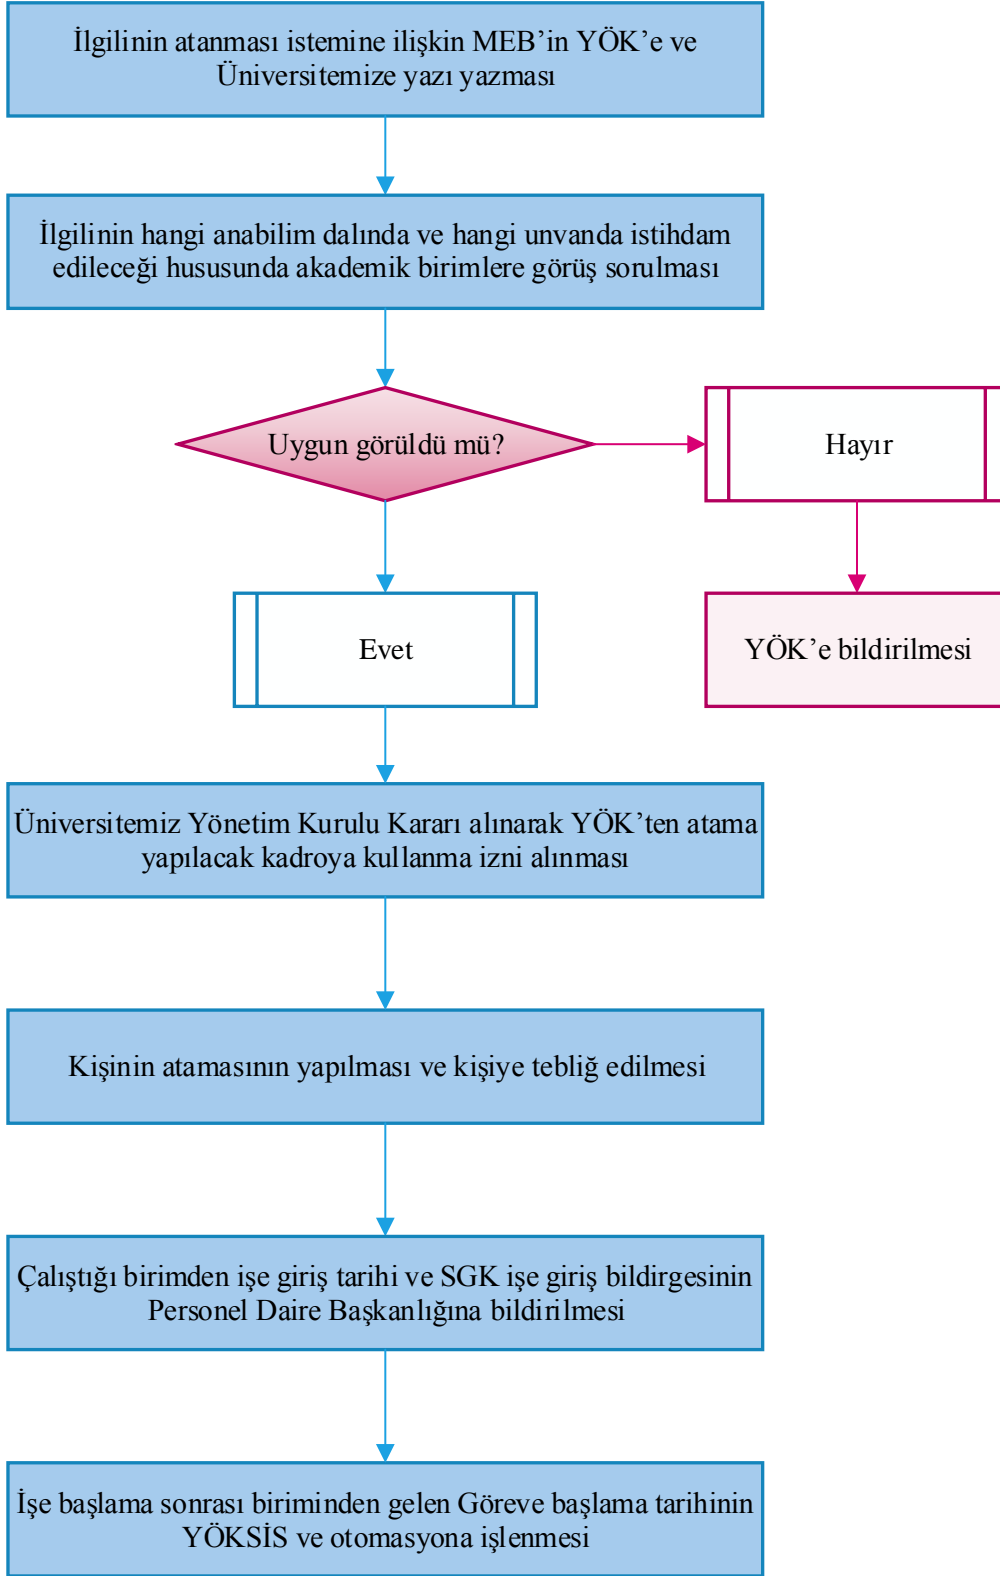 İlgilinin atanması istemine ilişkin MEB’in YÖK’e ve
Üniversitemize yazı yazması
İlgilinin hangi anabilim dalında ve hangi unvanda istihdam
edileceği hususunda akademik birimlere görüş sorulması
Uygun görüldü mü?
Hayır
Evet
YÖK’e bildirilmesi
Üniversitemiz Yönetim Kurulu Kararı alınarak YÖK’ten atama
yapılacak kadroya kullanma izni alınması
Kişinin atamasının yapılması ve kişiye tebliğ edilmesi
Çalıştığı birimden işe giriş tarihi ve SGK işe giriş bildirgesinin
Personel Daire Başkanlığına bildirilmesi
İşe başlama sonrası biriminden gelen Göreve başlama tarihinin
YÖKSİS ve otomasyona işlenmesi